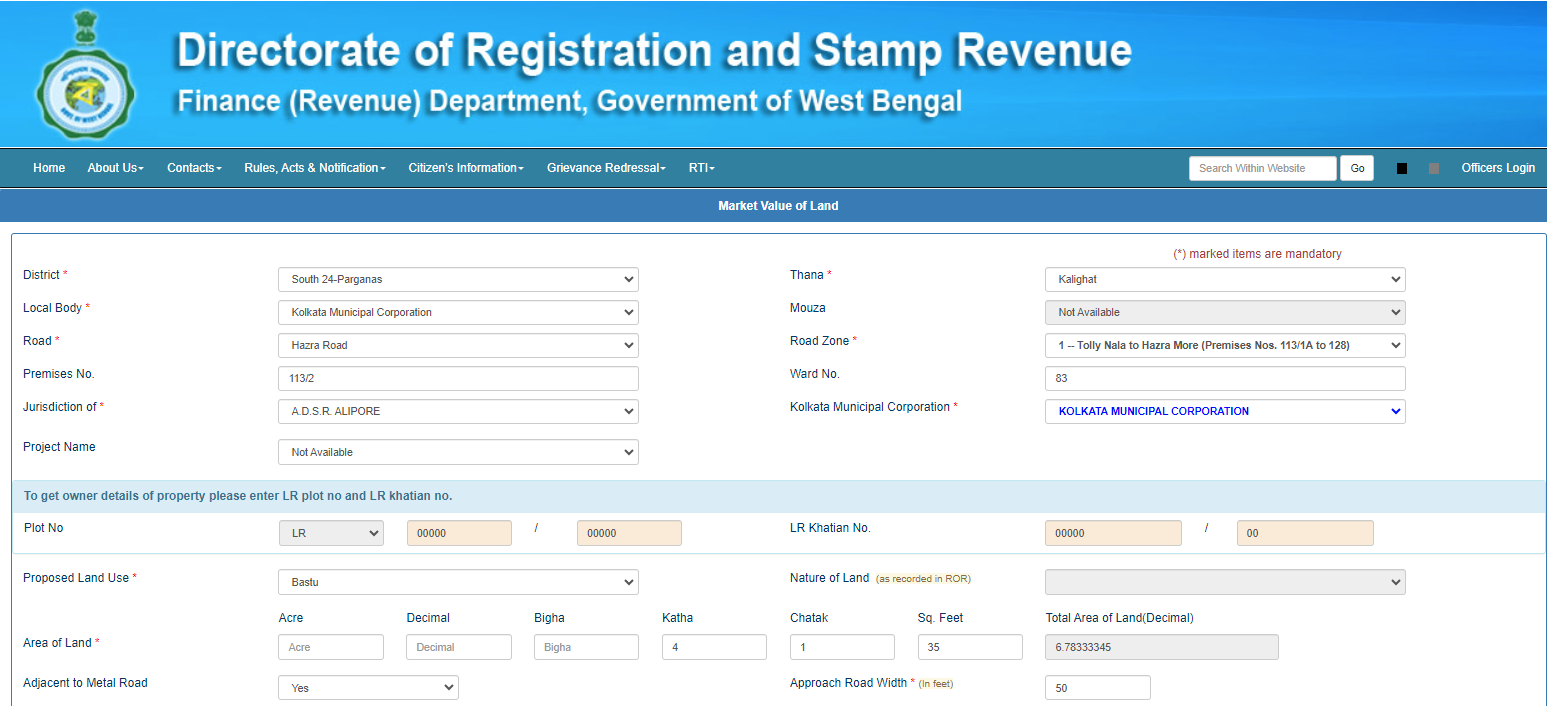 Directorate of Registration and Stamp Revenue
Finance (Revenue) Department, Government of West Bengal
Home About Us Contacts Rules, Acts & Notification Citizen's Information Grievance Redressal RTI Search Within Website Go Officers Login
Market Value of Land
(*) marked items are mandatory
District * South 24-Parganas Thana * Kalighat
Local Body * Kolkata Municipal Corporation Mouza Not Available
Road * Hazra Road Road Zone * 1 -- Tolly Nala to Hazra More (Premises Nos. 113/1A to 128)
Premises No. 113/2 Ward No. 83
Jurisdiction of * A.D.S.R. ALIPORE Kolkata Municipal Corporation * KOLKATA MUNICIPAL CORPORATION
Project Name Not Available
To get owner details of property please enter LR plot no and LR khatian no.
Plot No LR 00000 / 00000 LR Khatian No. 00000 / 00
Proposed Land Use * Bastu Nature of Land (as recorded in ROR)
Acre Decimal Bigha Katha Chatak Sq. Feet Total Area of Land(Decimal)
Area of Land * Acre Decimal Bigha 4 1 35 6.78333345
Adjacent to Metal Road Yes Approach Road Width * (In feet) 50